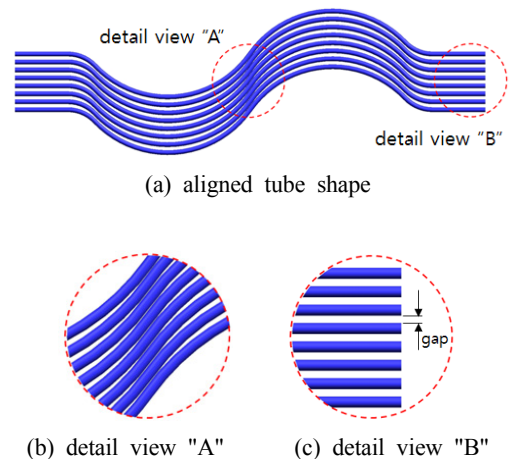 detail view "A"
detail view "B"
(a) aligned tube shape
gap
(b) detail view "A"
(c) detail view "B"